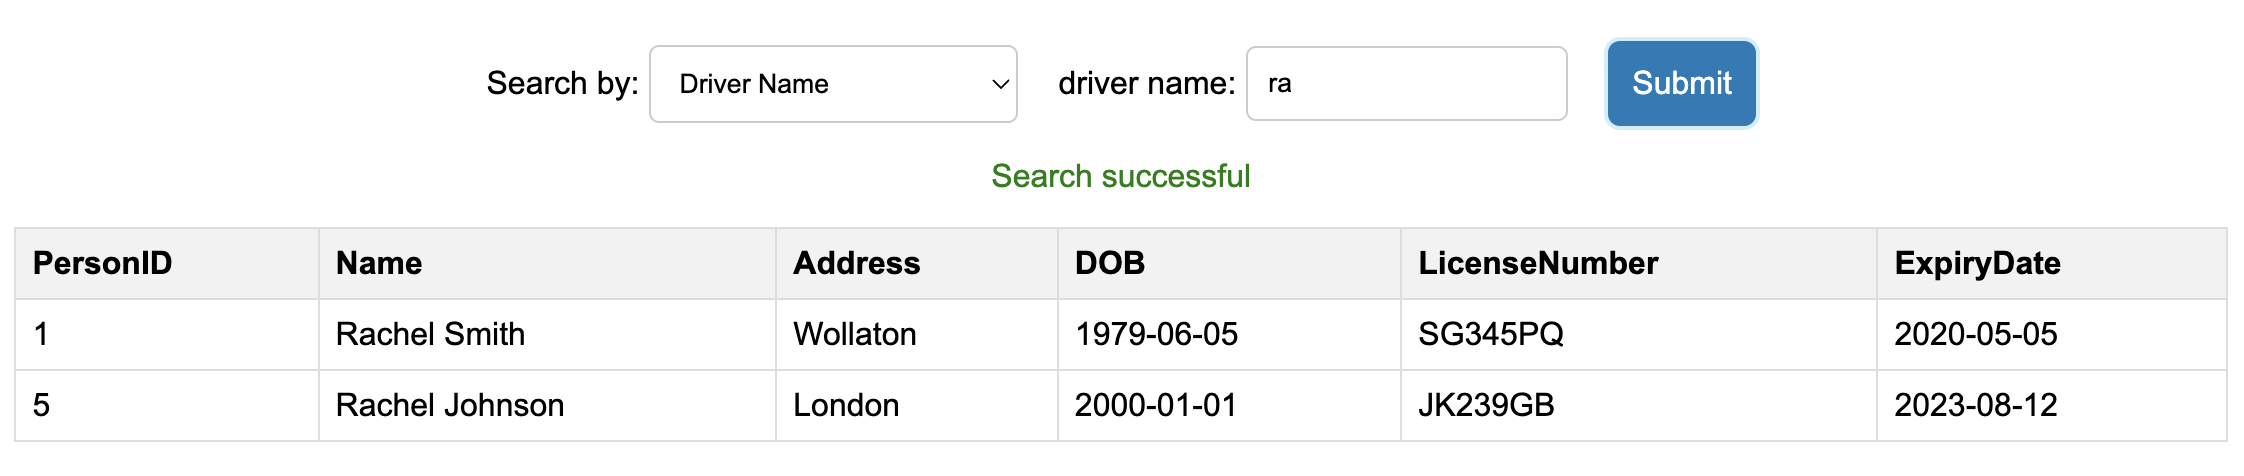 Search by: Driver Name driver name: ra Submit
Search successful
PersonID Name Address DOB LicenseNumber ExpiryDate
1 Rachel Smith Wollaton 1979-06-05 SG345PQ 2020-05-05
5 Rachel Johnson London 2000-01-01 JK239GB 2023-08-12